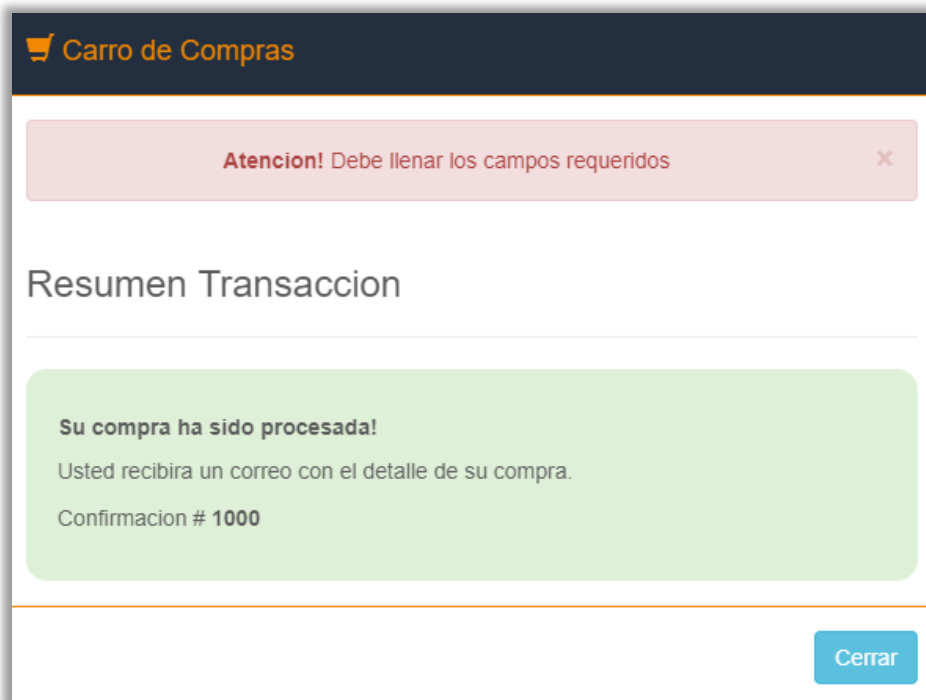 Carro de Compras
Atencion! Debe llenar los campos requeridos
×
Resumen Transaccion
Su compra ha sido procesada!
Usted recibira un correo con el detalle de su compra.
Confirmacion # 1000
Cerrar